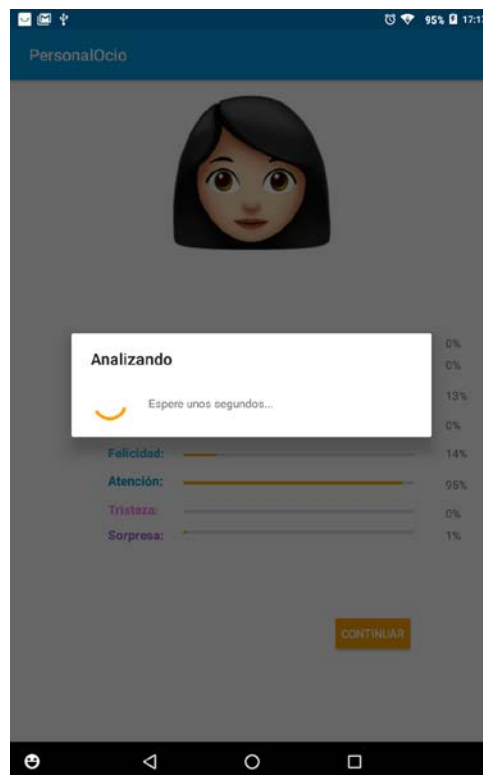 95% 17:17
PersonalOcio
0%
0%
Analizando
13%
Espere unos segundos...
0%
Felicidad: 14%
Atención: 95%
Tristeza: 0%
Sorpresa: 1%
CONTINUAR